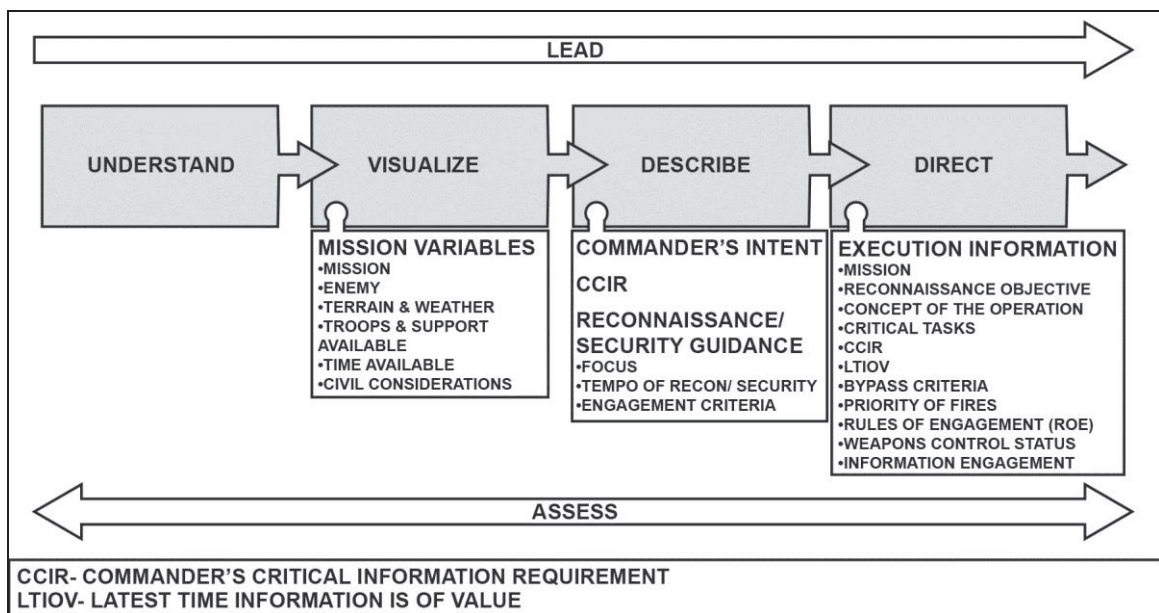 LEAD
UNDERSTAND
VISUALIZE
DESCRIBE
DIRECT
MISSION VARIABLES
•MISSION
•ENEMY
•TERRAIN & WEATHER
•TROOPS & SUPPORT
AVAILABLE
•TIME AVAILABLE
•CIVIL CONSIDERATIONS
COMMANDER'S INTENT
CCIR
RECONNAISSANCE/
SECURITY GUIDANCE
•FOCUS
•TEMPO OF RECON/ SECURITY
•ENGAGEMENT CRITERIA
EXECUTION INFORMATION
•MISSION
•RECONNAISSANCE OBJECTIVE
•CONCEPT OF THE OPERATION
•CRITICAL TASKS
•CCIR
•LTIOV
•BYPASS CRITERIA
•PRIORITY OF FIRES
•RULES OF ENGAGEMENT (ROE)
•WEAPONS CONTROL STATUS
•INFORMATION ENGAGEMENT
ASSESS
CCIR- COMMANDER'S CRITICAL INFORMATION REQUIREMENT
LTIOV- LATEST TIME INFORMATION IS OF VALUE